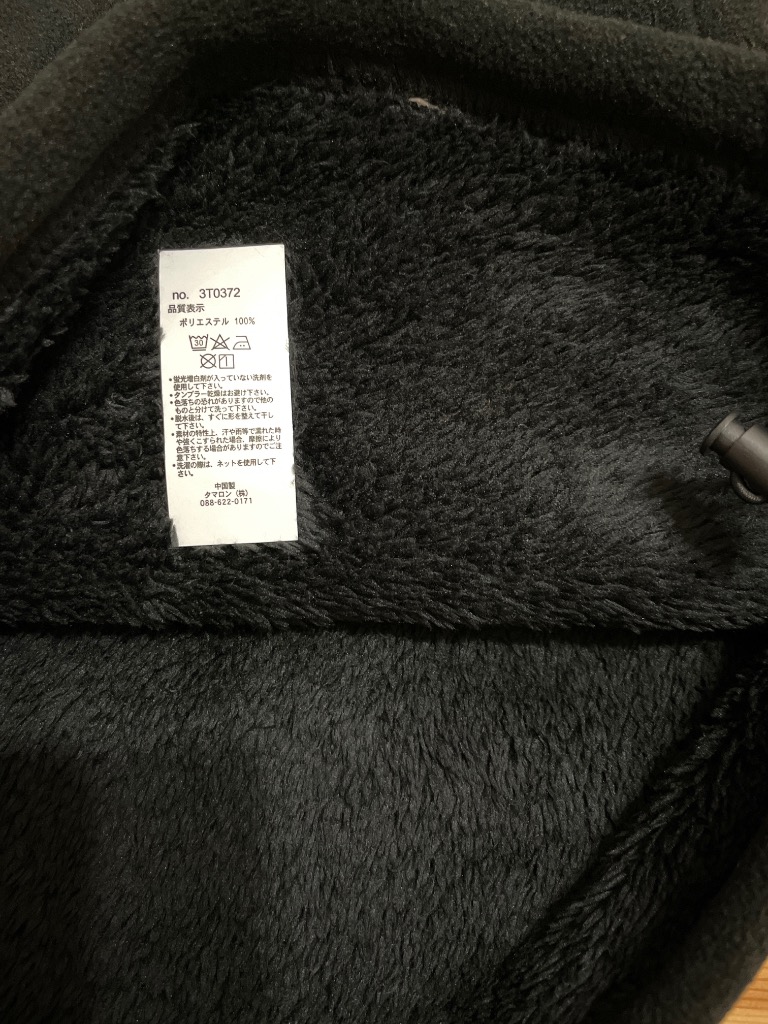 no. 3T0372
品質表示
ポリエステル 100%
30
•蛍光増白剤が入っていない洗剤を
使用して下さい。
•タンブラー乾燥はお避け下さい。
•色落ちの恐れがありますので他の
ものと分けて洗って下さい。
•脱水後は、すぐに形を整えて干し
て下さい。
•素材の特性上、汗や雨等で濡れた時
や強くこすられた場合、摩擦により
色落ちする場合がありますのでご注
意下さい。
•洗濯の際は、ネットを使用して下
さい。
中国製
タマロン（株）
088-622-0171